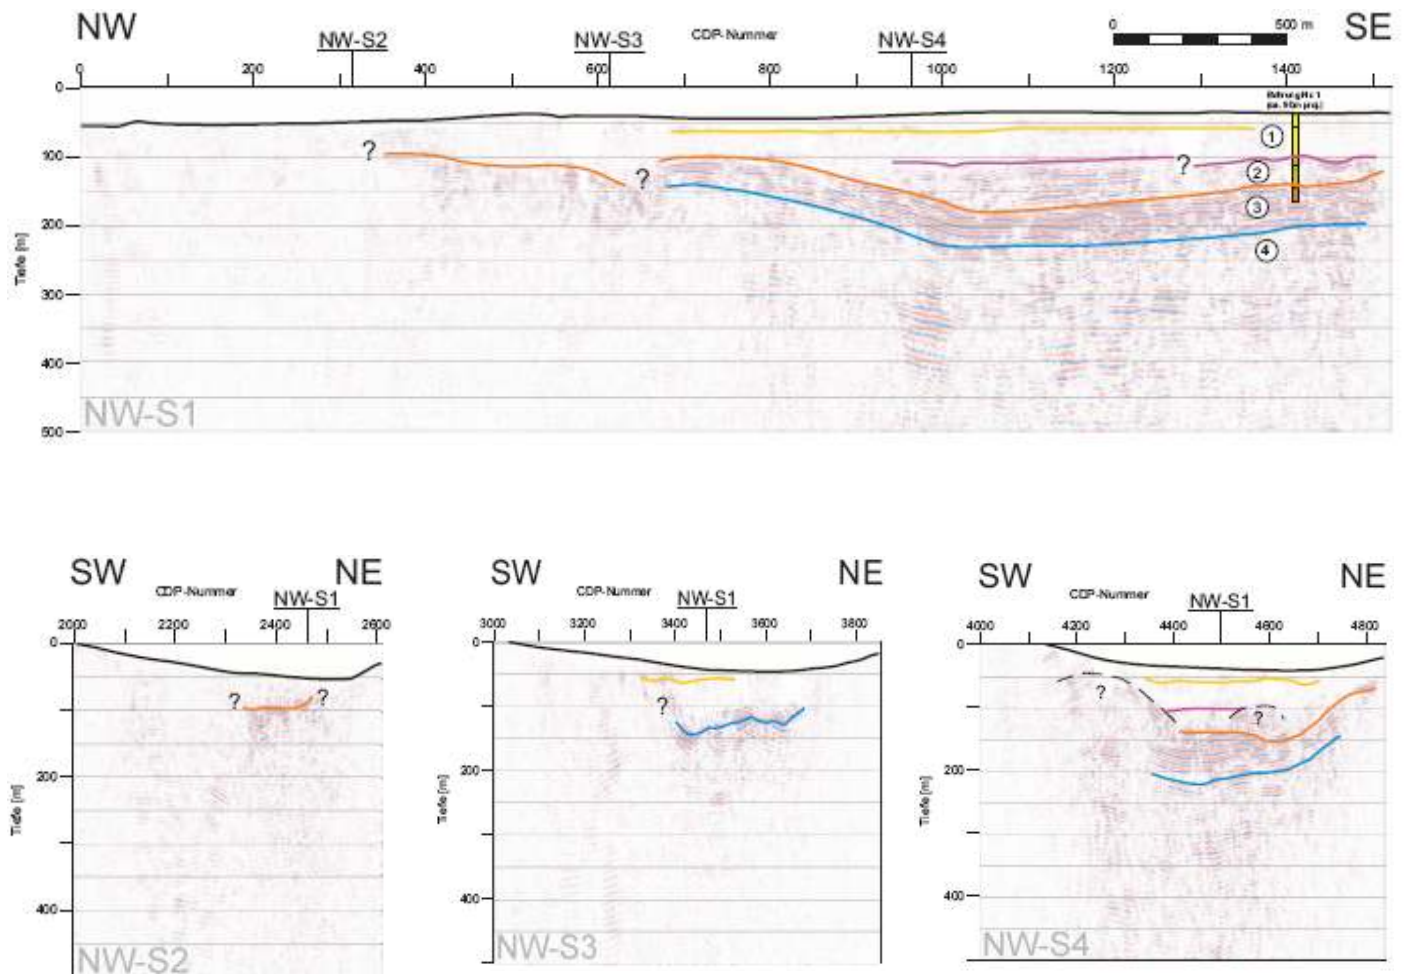 NW SE
NW-S2 NW-S3 CDP-Nummer NW-S4 0 500 m
0 200 400 600 800 1000 1200 1400
0
?
?
?
1
2
3
4
100
200
300
400
500
Tiefe [m]
NW-S1
SW NE
CDP-Nummer NW-S1
2000 2200 2400 2600
0
? ?
200
400
Tiefe [m]
NW-S2
SW NE
CDP-Nummer NW-S1
3000 3200 3400 3600 3800
0
?
200
400
Tiefe [m]
NW-S3
SW NE
CDP-Nummer NW-S1
4000 4200 4400 4600 4800
0
? ?
200
400
Tiefe [m]
NW-S4